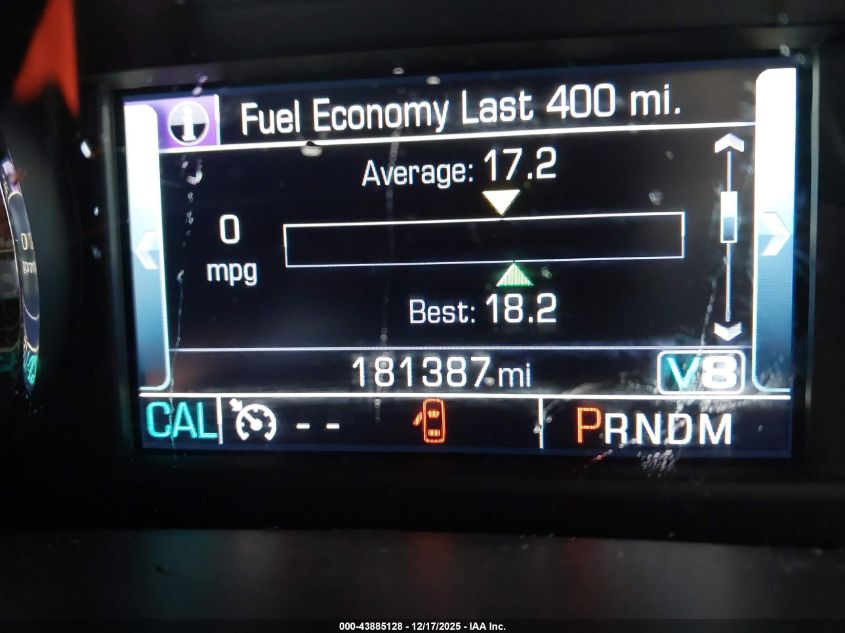 Fuel Economy Last 400 mi.
Average: 17.2
0
mpg
Best: 18.2
181387 mi
V8
CAL
- -
PRNDM
000-43885128 - 12/17/2025 - IAA Inc.